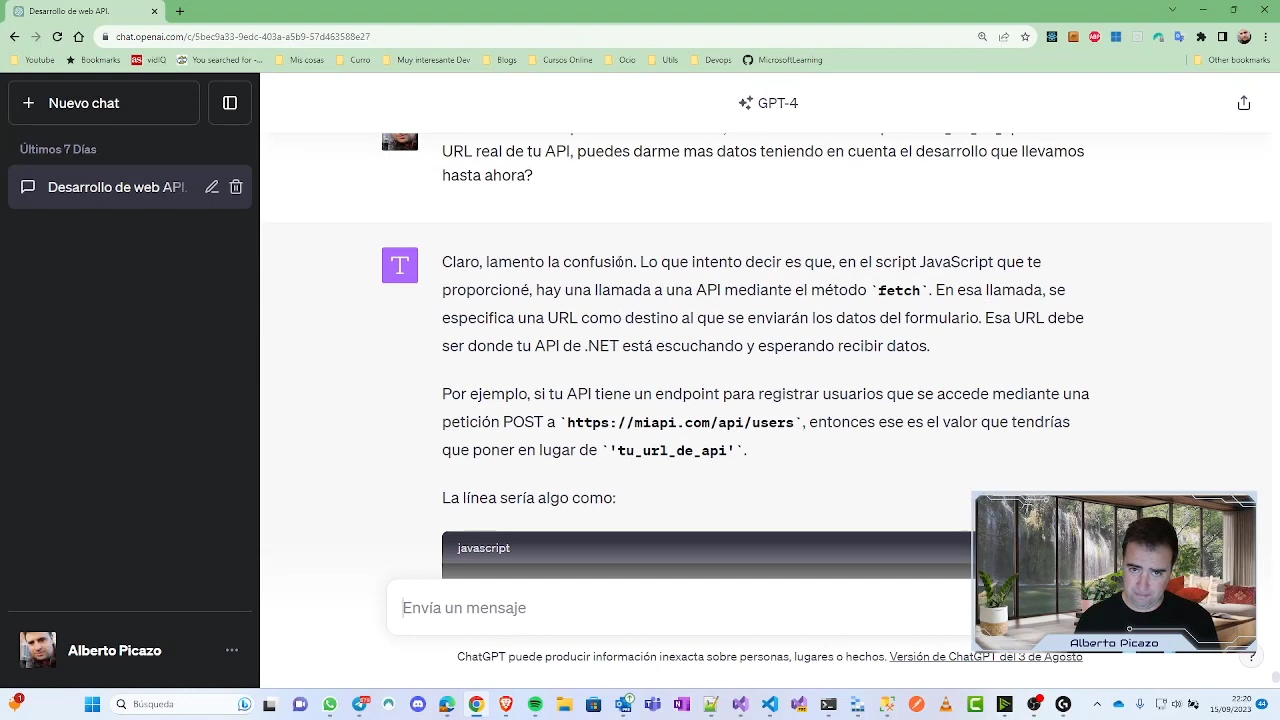 Desarrollo de web API.
chat.openai.com/c/5bec9a33-9edc-403a-a5b9-57d463588e27
Youtube
Bookmarks
vidIQ
You searched for -...
Mis cosas
Curro
Muy interesante Dev
Blogs
Cursos Online
Ocio
Utils
Devops
MicrosoftLearning
Other bookmarks
Nuevo chat
GPT-4
Últimos 7 Días
Desarrollo de web API.
URL real de tu API, puedes darme mas datos teniendo en cuenta el desarrollo que llevamos
hasta ahora?
T
Claro, lamento la confusión. Lo que intento decir es que, en el script JavaScript que te
proporcioné, hay una llamada a una API mediante el método `fetch`. En esa llamada, se
especifica una URL como destino al que se enviarán los datos del formulario. Esa URL debe
ser donde tu API de .NET está escuchando y esperando recibir datos.
Por ejemplo, si tu API tiene un endpoint para registrar usuarios que se accede mediante una
petición POST a `https://miapi.com/api/users`, entonces ese es el valor que tendrías
que poner en lugar de `'tu_url_de_api'`.
La línea sería algo como:
javascript
Envía un mensaje
Alberto Picazo
Alberto Picazo
ChatGPT puede producir información inexacta sobre personas, lugares o hechos. Versión de ChatGPT del 3 de Agosto
?
Búsqueda
22:20
15/09/2023